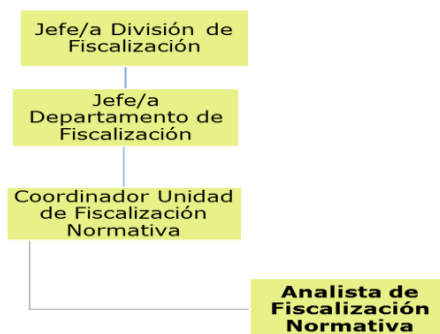 Jefe/a División de
Fiscalización
Jefe/a
Departamento de
Fiscalización
Coordinador Unidad
de Fiscalización
Normativa
Analista de
Fiscalización
Normativa